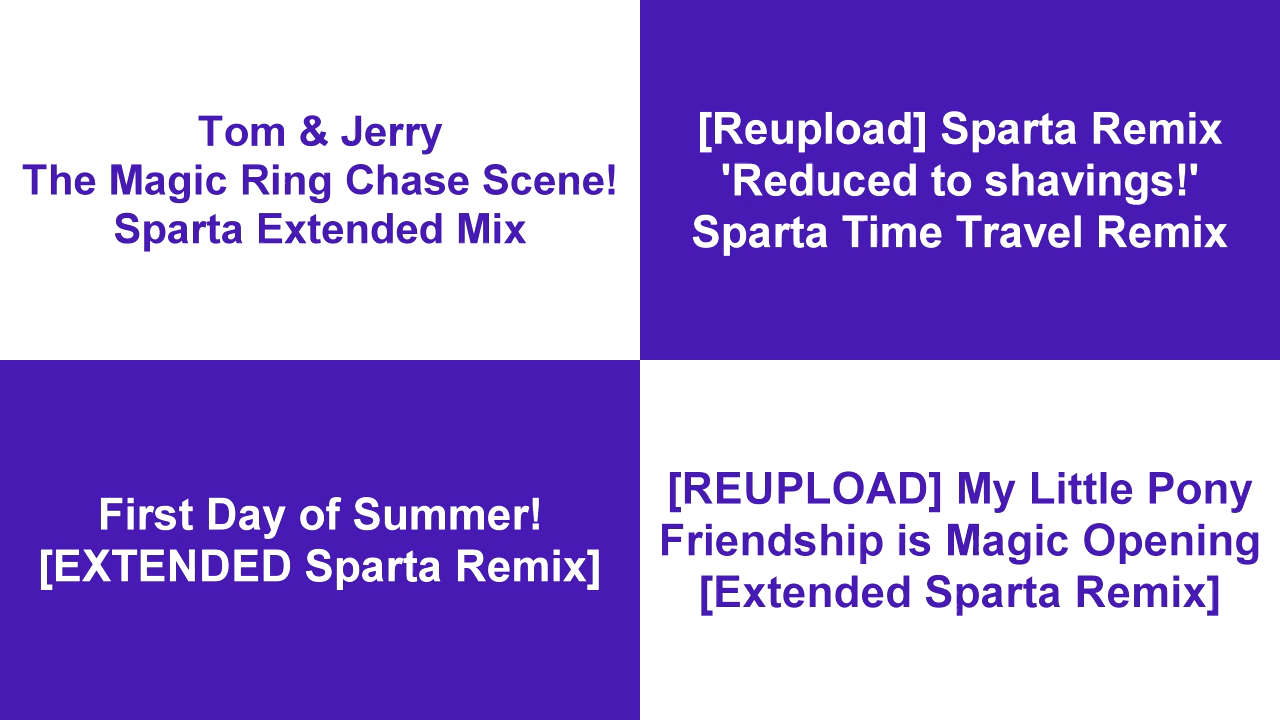 Tom & Jerry
The Magic Ring Chase Scene!
Sparta Extended Mix
[Reupload] Sparta Remix
'Reduced to shavings!'
Sparta Time Travel Remix
First Day of Summer!
[EXTENDED Sparta Remix]
[REUPLOAD] My Little Pony
Friendship is Magic Opening
[Extended Sparta Remix]